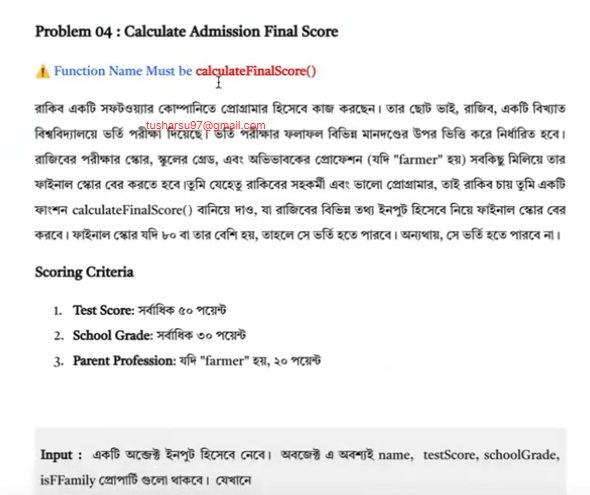 Problem 04 : Calculate Admission Final Score
⚠️ Function Name Must be calculateFinalScore()
রাকিব একটি সফটওয়্যার কোম্পানিতে প্রোগ্রামার হিসেবে কাজ করছেন। তার ছোট ভাই, রাজিব, একটি বিখ্যাত
tusharsu97@gmail.com
বিশ্ববিদ্যালয়ে ভর্তি পরীক্ষা দিয়েছে। ভর্তি পরীক্ষার ফলাফল বিভিন্ন মানদণ্ডের উপর ভিত্তি করে নির্ধারিত হবে।
রাজিবের পরীক্ষার স্কোর, স্কুলের গ্রেড, এবং অভিভাবকের প্রোফেশন (যদি "farmer" হয়) সবকিছু মিলিয়ে তার
ফাইনাল স্কোর বের করতে হবে।তুমি যেহেতু রাকিবের সহকর্মী এবং ভালো প্রোগ্রামার, তাই রাকিব চায় তুমি একটি
ফাংশন calculateFinalScore() বানিয়ে দাও, যা রাজিবের বিভিন্ন তথ্য ইনপুট হিসেবে নিয়ে ফাইনাল স্কোর বের
করবে। ফাইনাল স্কোর যদি ৮০ বা তার বেশি হয়, তাহলে সে ভর্তি হতে পারবে। অন্যথায়, সে ভর্তি হতে পারবে না।
Scoring Criteria
1. Test Score: সর্বাধিক ৫০ পয়েন্ট
2. School Grade: সর্বাধিক ৩০ পয়েন্ট
3. Parent Profession: যদি "farmer" হয়, ২০ পয়েন্ট
Input : একটি অব্জেক্ট ইনপুট হিসেবে নেবে। অবজেক্ট এ অবশ্যই name, testScore, schoolGrade,
isFFamily প্রোপার্টি গুলো থাকবে। যেখানে